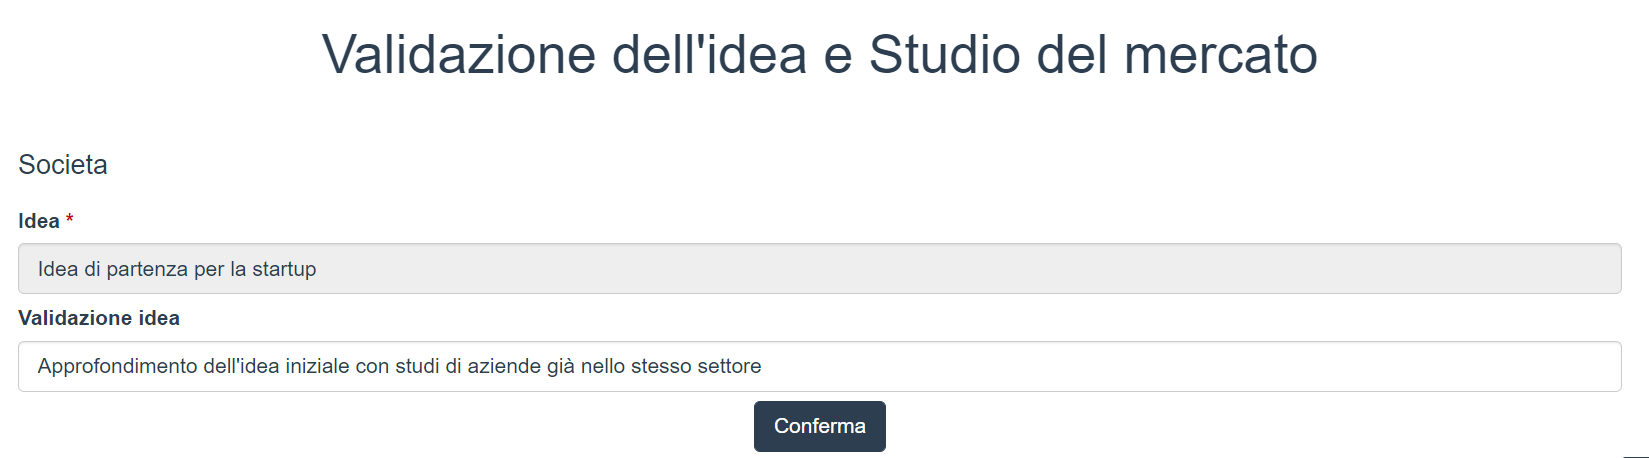 Validazione dell'idea e Studio del mercato
Societa
Idea *
Idea di partenza per la startup
Validazione idea
Approfondimento dell'idea iniziale con studi di aziende già nello stesso settore
Conferma